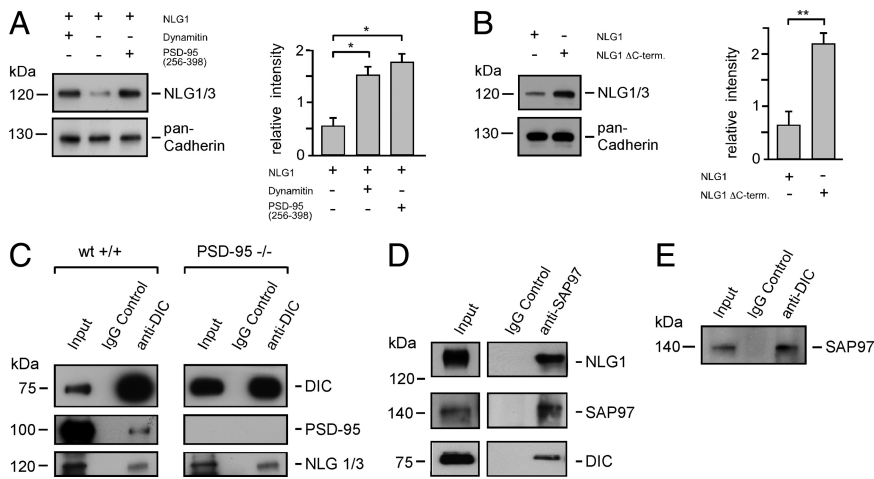 A
+ + + NLG1
+ - - Dynamitin
- - + PSD-95
(256-398)
kDa
120 NLG1/3
130 pan-
Cadherin
relative intensity
2
1
0
*
*
NLG1 + + +
Dynamitin - + -
PSD-95 - - +
(256-398)
B
+ - NLG1
- + NLG1 ΔC-term.
kDa
120 NLG1/3
130 pan-
Cadherin
relative intensity
2
1
0
**
NLG1 + -
NLG1 ΔC-term. - +
C
wt +/+ PSD-95 -/-
Input IgG Control anti-DIC Input IgG Control anti-DIC
kDa
75 DIC
100 PSD-95
120 NLG 1/3
D
Input IgG Control anti-SAP97
kDa
NLG1
120
140 SAP97
75 DIC
E
Input IgG Control anti-DIC
kDa
140 SAP97